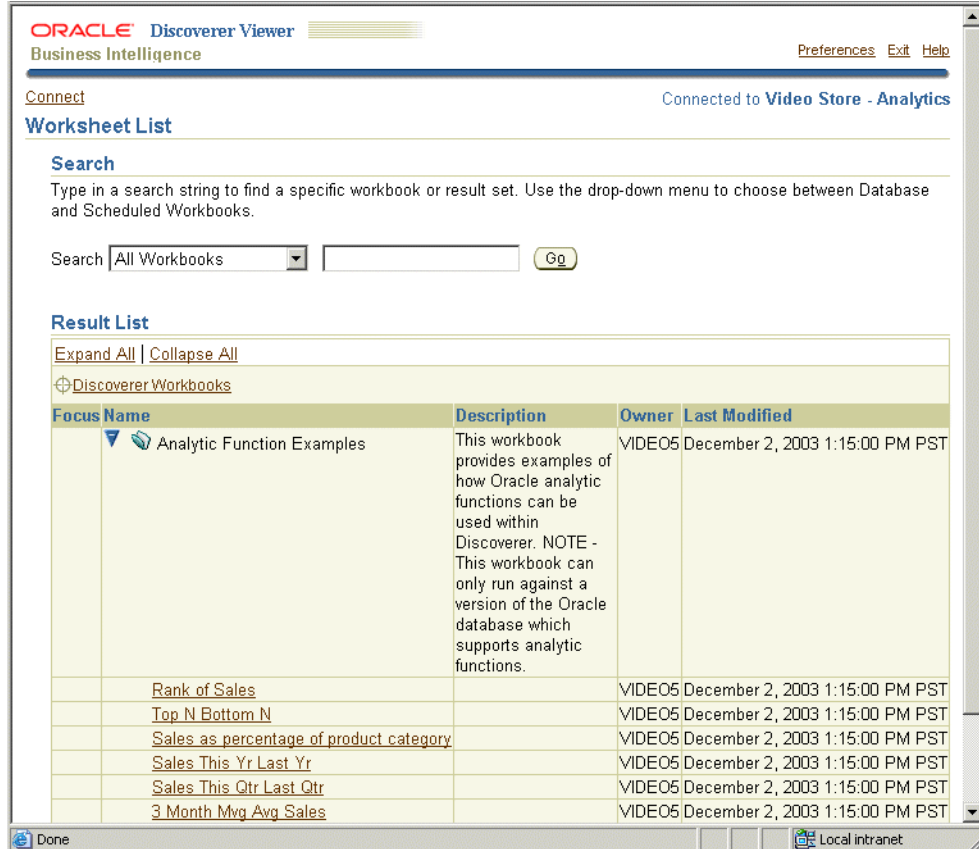 ORACLE Discoverer Viewer
Business Intelligence
Preferences Exit Help
Connect
Connected to Video Store - Analytics
Worksheet List
Search
Type in a search string to find a specific workbook or result set. Use the drop-down menu to choose between Database
and Scheduled Workbooks.
Search All Workbooks Go
Result List
Expand All | Collapse All
Discoverer Workbooks
Focus Name Description Owner Last Modified
Analytic Function Examples This workbook VIDEO5 December 2, 2003 1:15:00 PM PST
provides examples of
how Oracle analytic
functions can be
used within
Discoverer. NOTE -
This workbook can
only run against a
version of the Oracle
database which
supports analytic
functions.
Rank of Sales VIDEO5 December 2, 2003 1:15:00 PM PST
Top N Bottom N VIDEO5 December 2, 2003 1:15:00 PM PST
Sales as percentage of product category VIDEO5 December 2, 2003 1:15:00 PM PST
Sales This Yr Last Yr VIDEO5 December 2, 2003 1:15:00 PM PST
Sales This Qtr Last Qtr VIDEO5 December 2, 2003 1:15:00 PM PST
3 Month Mvg Avg Sales VIDEO5 December 2, 2003 1:15:00 PM PST
Done Local intranet